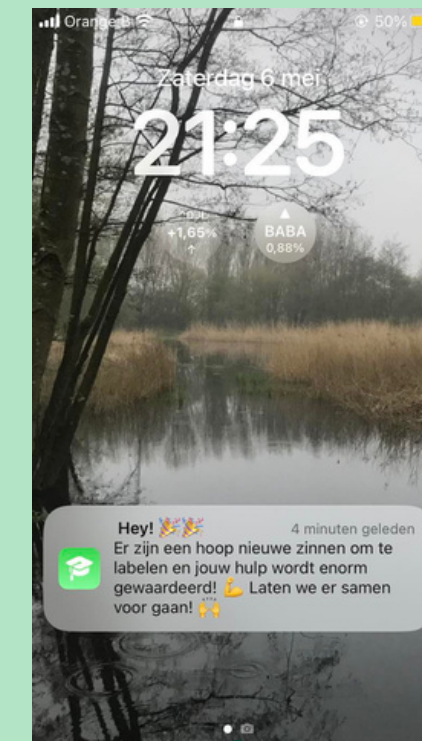 Orange B
50%
Zaterdag 6 mei
21:25
^DJI
+1,65%
BABA
0,88%
Hey! 🎉🎉 4 minuten geleden
Er zijn een hoop nieuwe zinnen om te
labelen en jouw hulp wordt enorm
gewaardeerd! 💪 Laten we er samen
voor gaan! 🙌